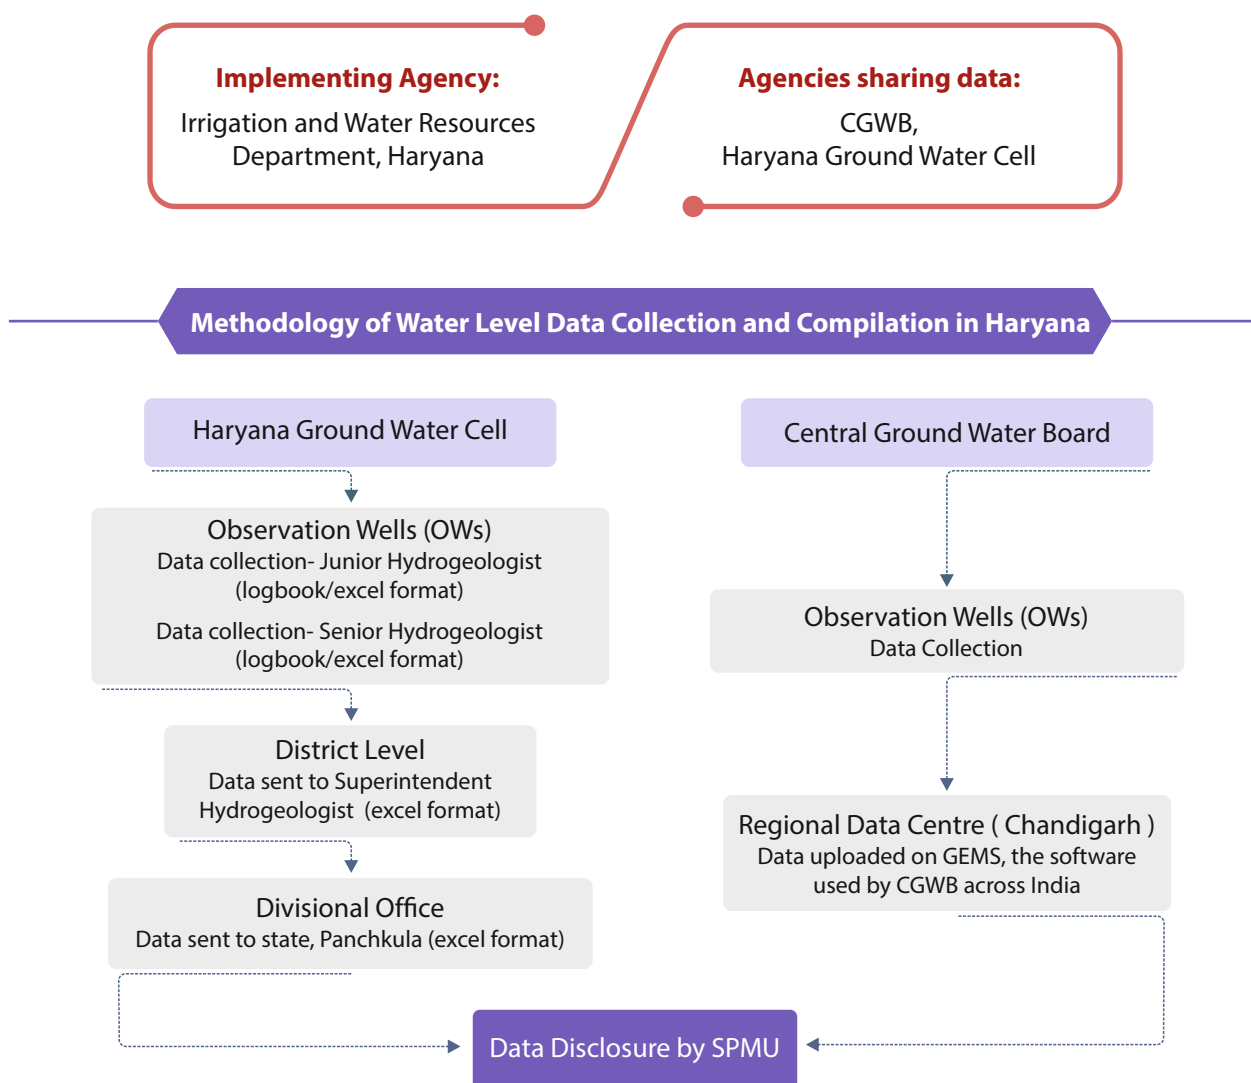 Implementing Agency:
Irrigation and Water Resources
Department, Haryana
Agencies sharing data:
CGWB,
Haryana Ground Water Cell
Methodology of Water Level Data Collection and Compilation in Haryana
Haryana Ground Water Cell
Observation Wells (OWs)
Data collection- Junior Hydrogeologist
(logbook/excel format)
Data collection- Senior Hydrogeologist
(logbook/excel format)
District Level
Data sent to Superintendent
Hydrogeologist (excel format)
Divisional Office
Data sent to state, Panchkula (excel format)
Central Ground Water Board
Observation Wells (OWs)
Data Collection
Regional Data Centre ( Chandigarh )
Data uploaded on GEMS, the software
used by CGWB across India
Data Disclosure by SPMU